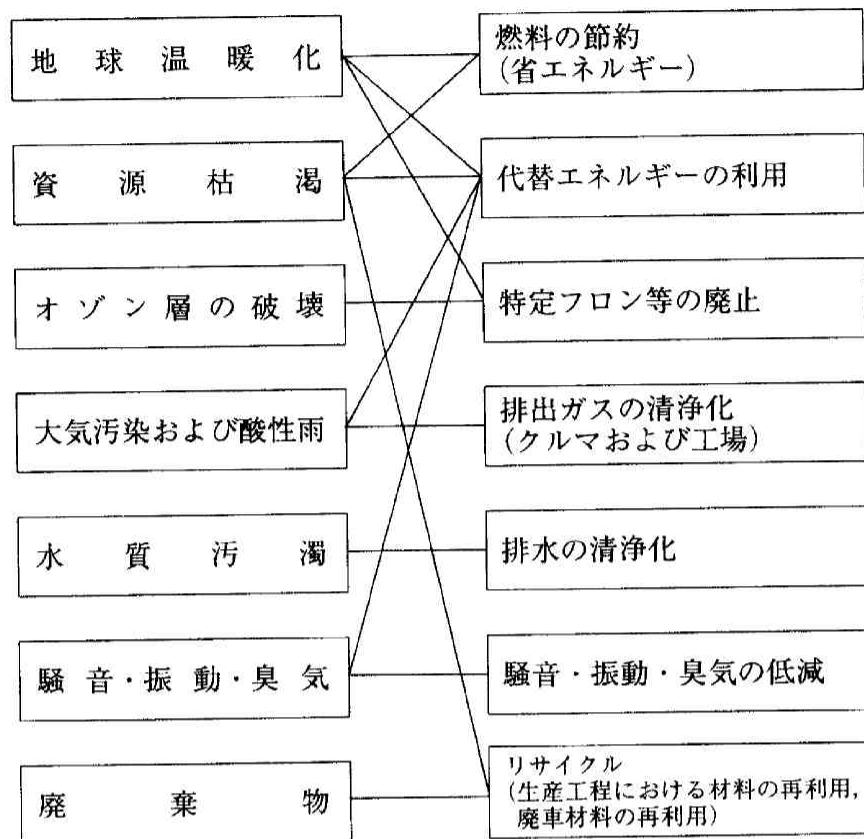 地球温暖化
資源枯渇
オゾン層の破壊
大気汚染および酸性雨
水質汚濁
騒音・振動・臭気
廃棄物
燃料の節約
(省エネルギー)
代替エネルギーの利用
特定フロン等の廃止
排出ガスの清浄化
(クルマおよび工場)
排水の清浄化
騒音・振動・臭気の低減
リサイクル
(生産工程における材料の再利用,
廃車材料の再利用)